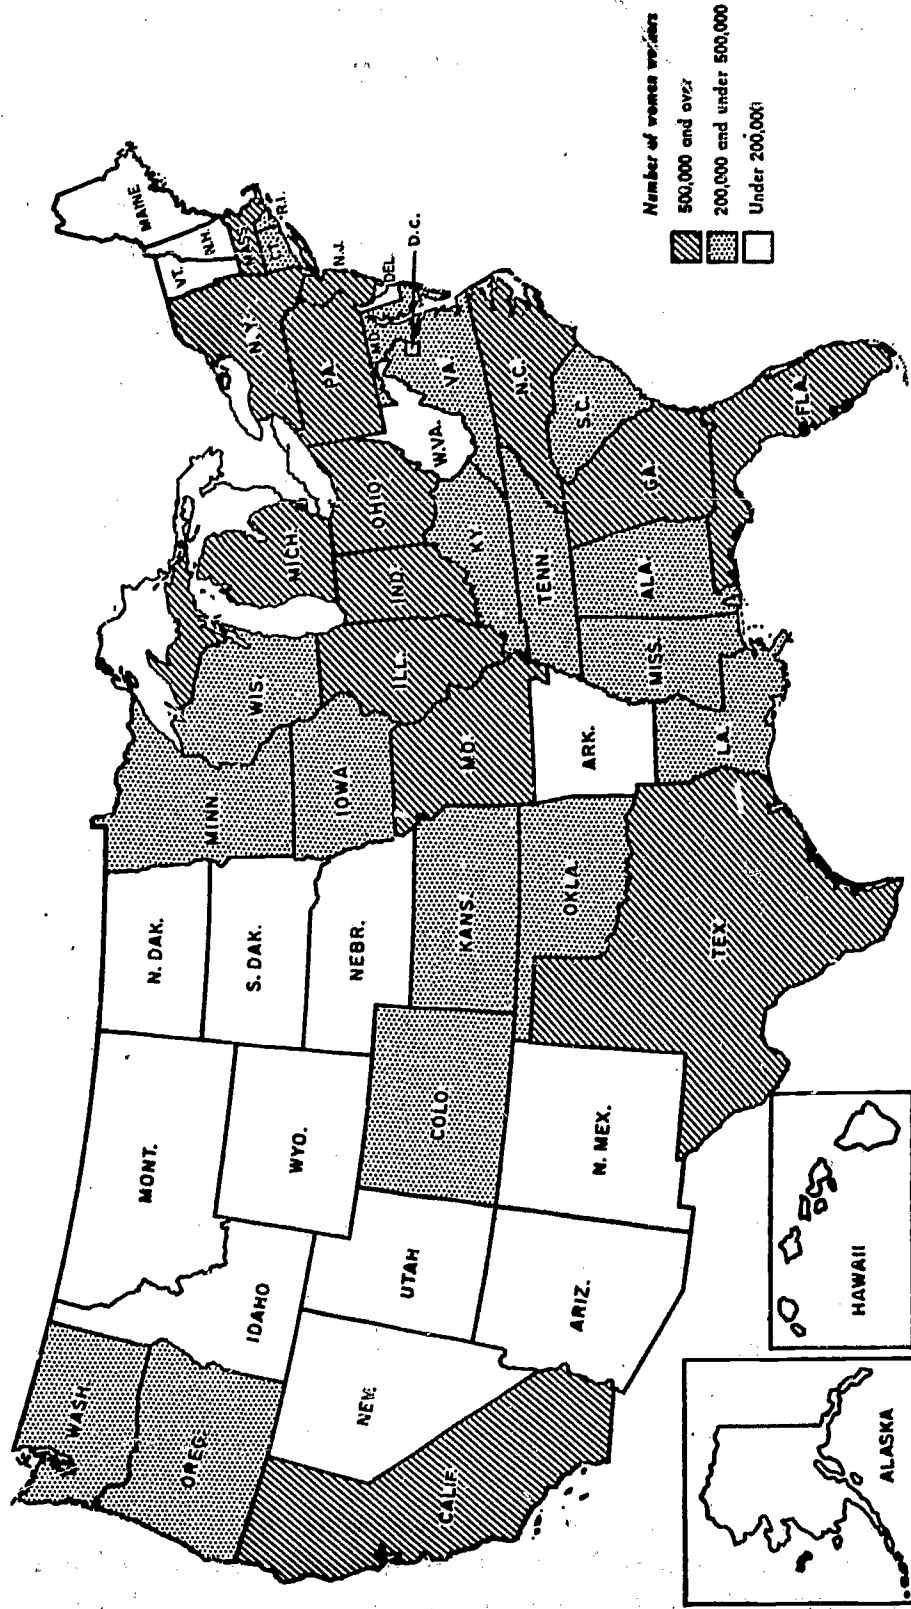 WASH.
OREG.
CALIF.
NEV.
IDAHO
MONT.
WYO.
UTAH
ARIZ.
COLO.
N. MEX.
N. DAK.
S. DAK.
NEBR.
KANS.
OKLA.
TEX.
MINN.
IOWA
MO.
ARK.
LA.
WIS.
ILL.
MICH.
IND.
OHIO
KY.
TENN.
MISS.
ALA.
GA.
FLA.
S.C.
N.C.
VA.
W.VA.
MD.
DEL.
D.C.
PA.
N.J.
N.Y.
CT.
R.I.
MASS.
VT.
N.H.
MAINE
ALASKA
HAWAII
Number of women workers
500,000 and over
200,000 and under 500,000
Under 200,000